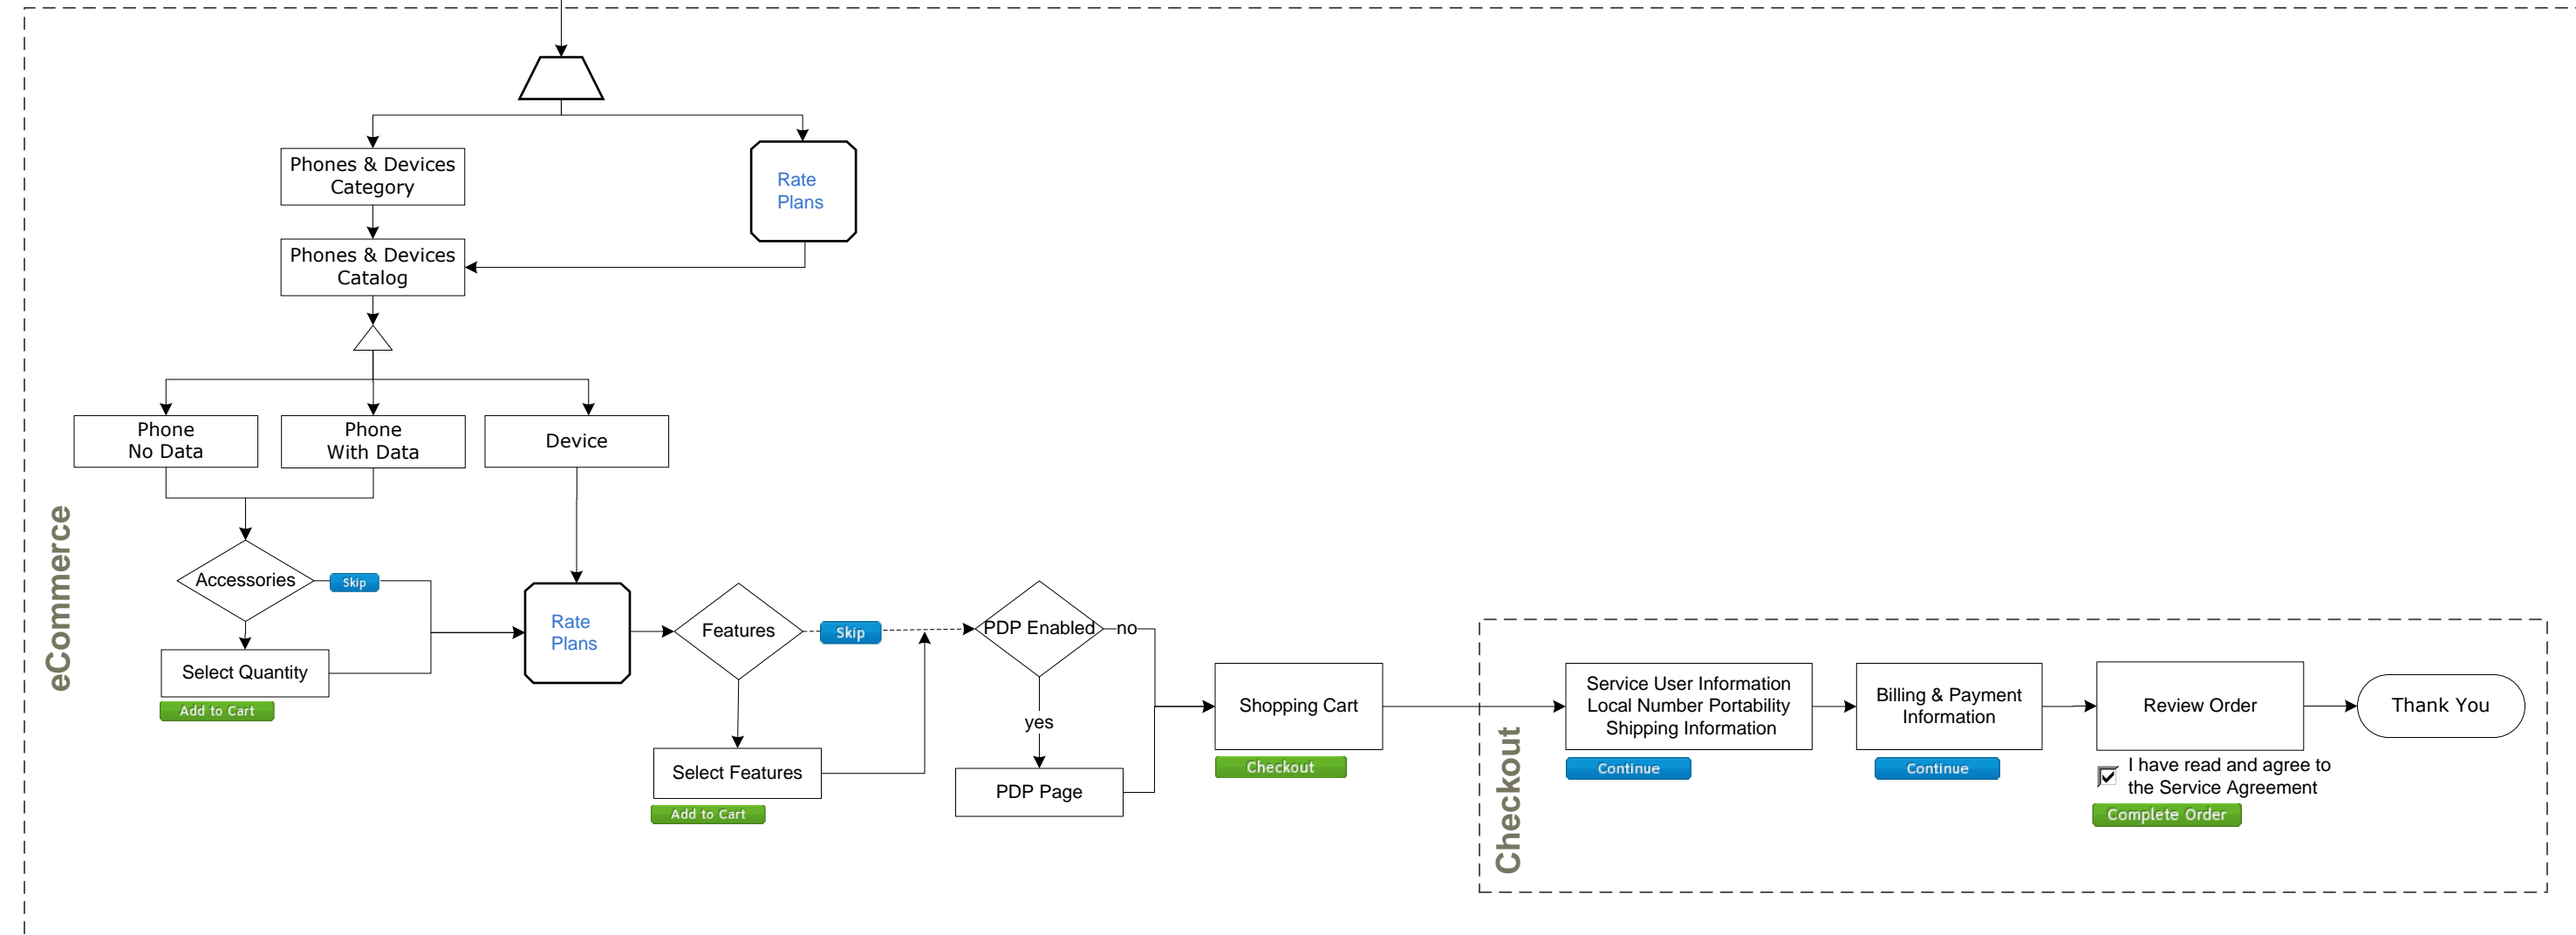 Phones & Devices
Category
Rate
Plans
Phones & Devices
Catalog
Phone
No Data
Phone
With Data
Device
eCommerce
Accessories
Skip
Select Quantity
Add to Cart
Rate
Plans
Features
Skip
Select Features
Add to Cart
PDP Enabled
no
yes
PDP Page
Shopping Cart
Checkout
Checkout
Service User Information
Local Number Portability
Shipping Information
Continue
Billing & Payment
Information
Continue
Review Order
I have read and agree to
the Service Agreement
Complete Order
Thank You